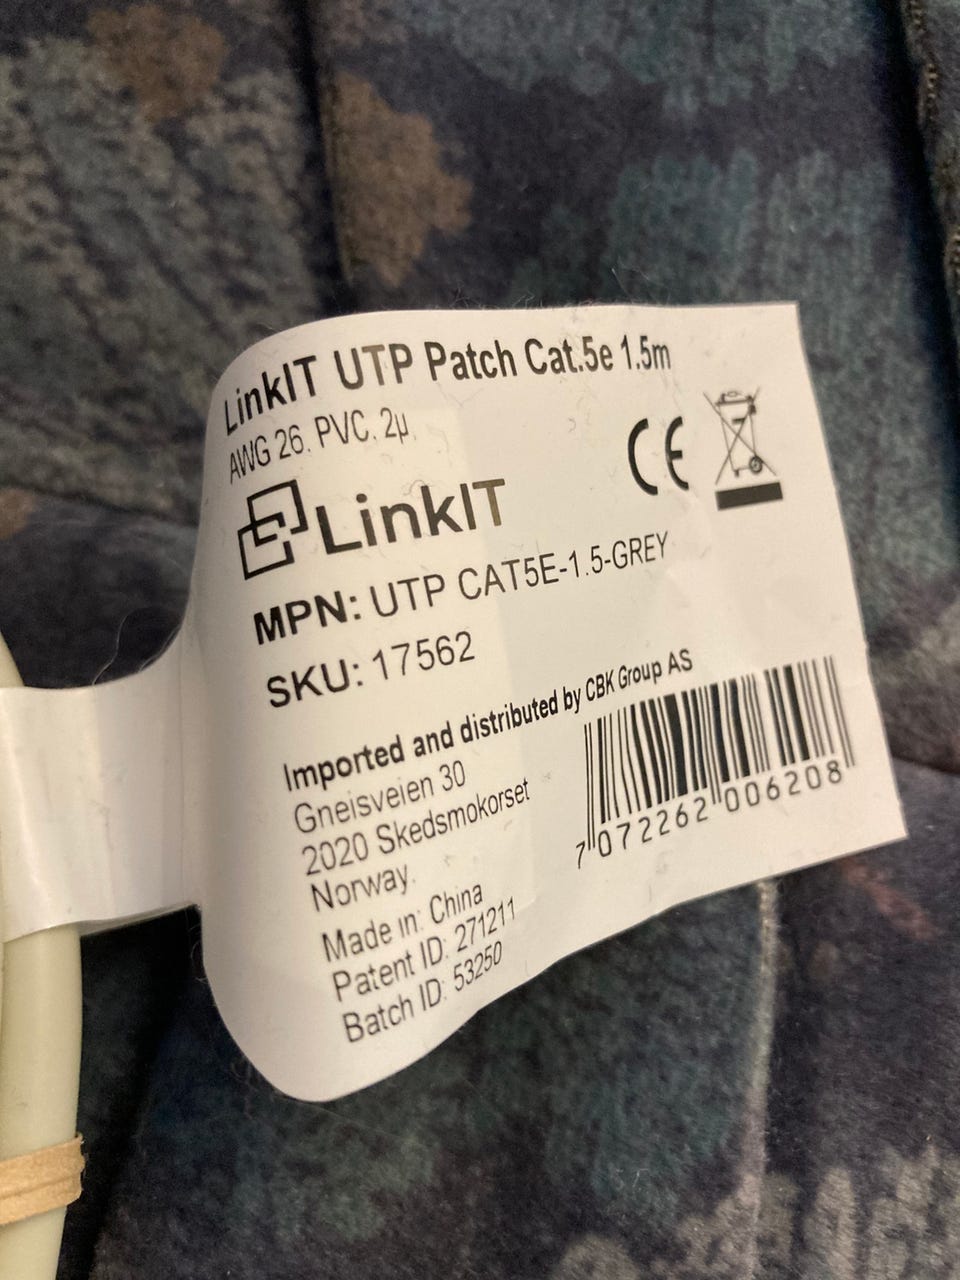 LinkIT UTP Patch Cat.5e 1.5m
AWG 26. PVC. 2µ
CE
LinkIT
MPN: UTP CAT5E-1.5-GREY
SKU: 17562
Imported and distributed by CBK Group AS
Gneisveien 30
2020 Skedsmokorset
Norway.
Made in: China
Patent ID: 271211
Batch ID: 53250
7 072262 006208